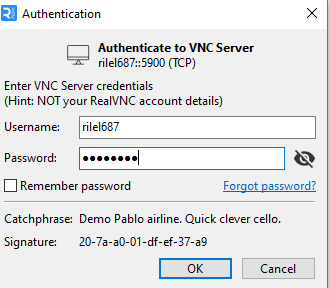 Authentication
Authenticate to VNC Server
rilel687::5900 (TCP)
Enter VNC Server credentials
(Hint: NOT your RealVNC account details)
Username: rilel687
Password: ●●●●●●●●
Remember password Forgot password?
Catchphrase: Demo Pablo airline. Quick clever cello.
Signature: 20-7a-a0-01-df-ef-37-a9
OK Cancel